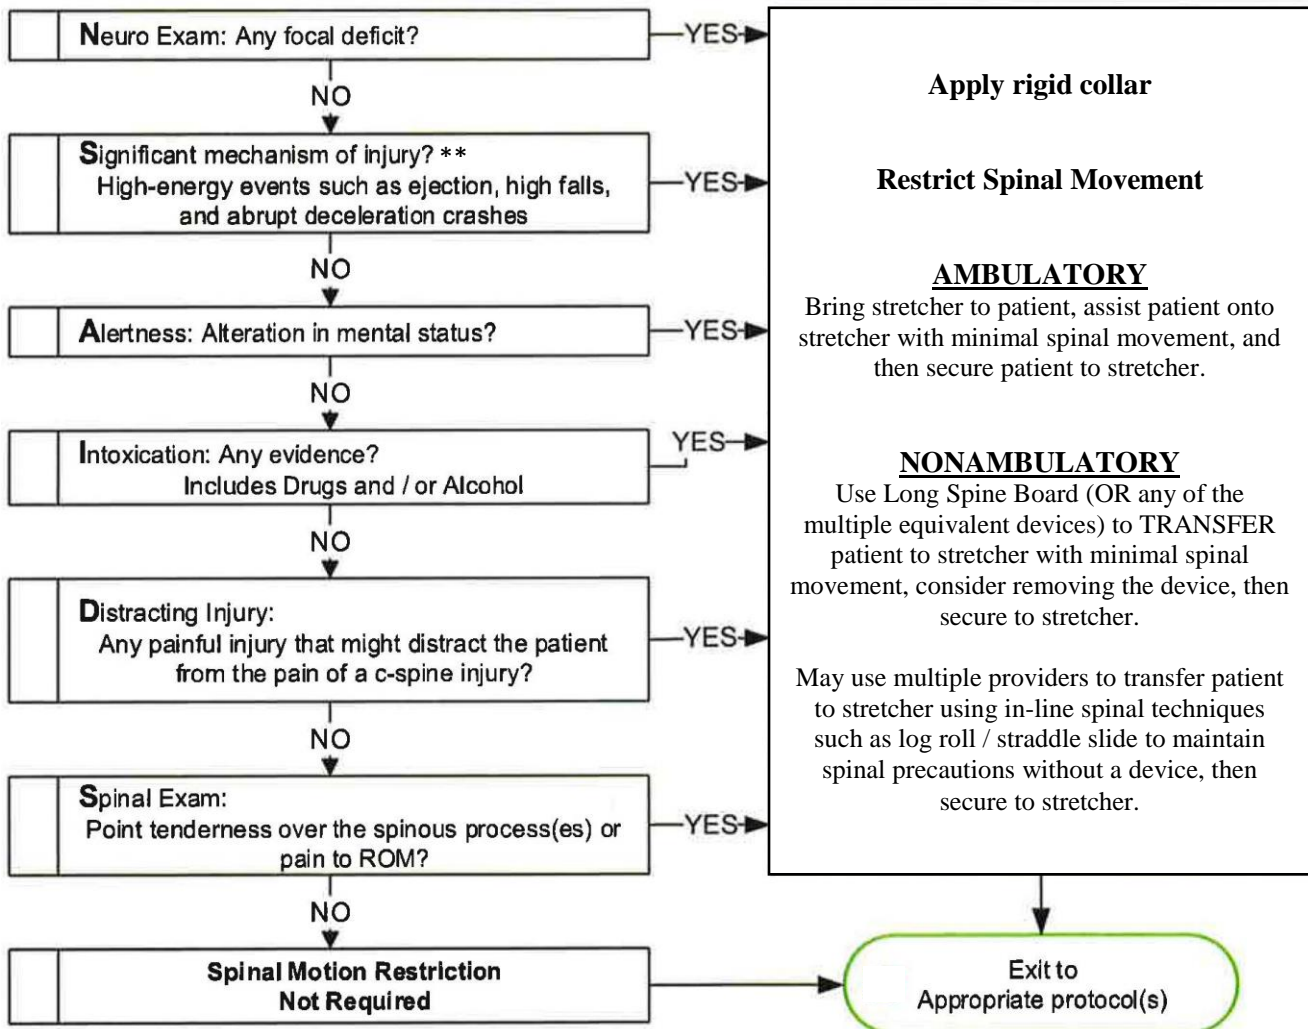 Neuro Exam: Any focal deficit?
YES
NO
Significant mechanism of injury? **
High-energy events such as ejection, high falls,
and abrupt deceleration crashes
YES
NO
Alertness: Alteration in mental status?
YES
NO
Intoxication: Any evidence?
Includes Drugs and / or Alcohol
YES
NO
Distracting Injury:
Any painful injury that might distract the patient
from the pain of a c-spine injury?
YES
NO
Spinal Exam:
Point tenderness over the spinous process(es) or
pain to ROM?
YES
NO
Spinal Motion Restriction
Not Required
Apply rigid collar
Restrict Spinal Movement
AMBULATORY
Bring stretcher to patient, assist patient onto
stretcher with minimal spinal movement, and
then secure patient to stretcher.
NONAMBULATORY
Use Long Spine Board (OR any of the
multiple equivalent devices) to TRANSFER
patient to stretcher with minimal spinal
movement, consider removing the device, then
secure to stretcher.
May use multiple providers to transfer patient
to stretcher using in-line spinal techniques
such as log roll / straddle slide to maintain
spinal precautions without a device, then
secure to stretcher.
Exit to
Appropriate protocol(s)